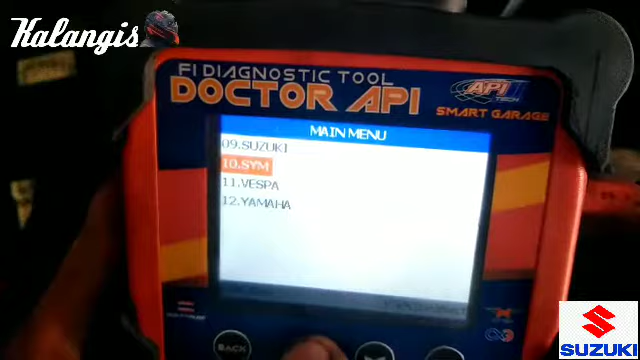 Kalangis
FI DIAGNOSTIC TOOL
DOCTOR API
API TECH
SMART GARAGE
MAIN MENU
09.SUZUKI
10.SYM
11.VESPA
12.YAMAHA
BACK
SUZUKI